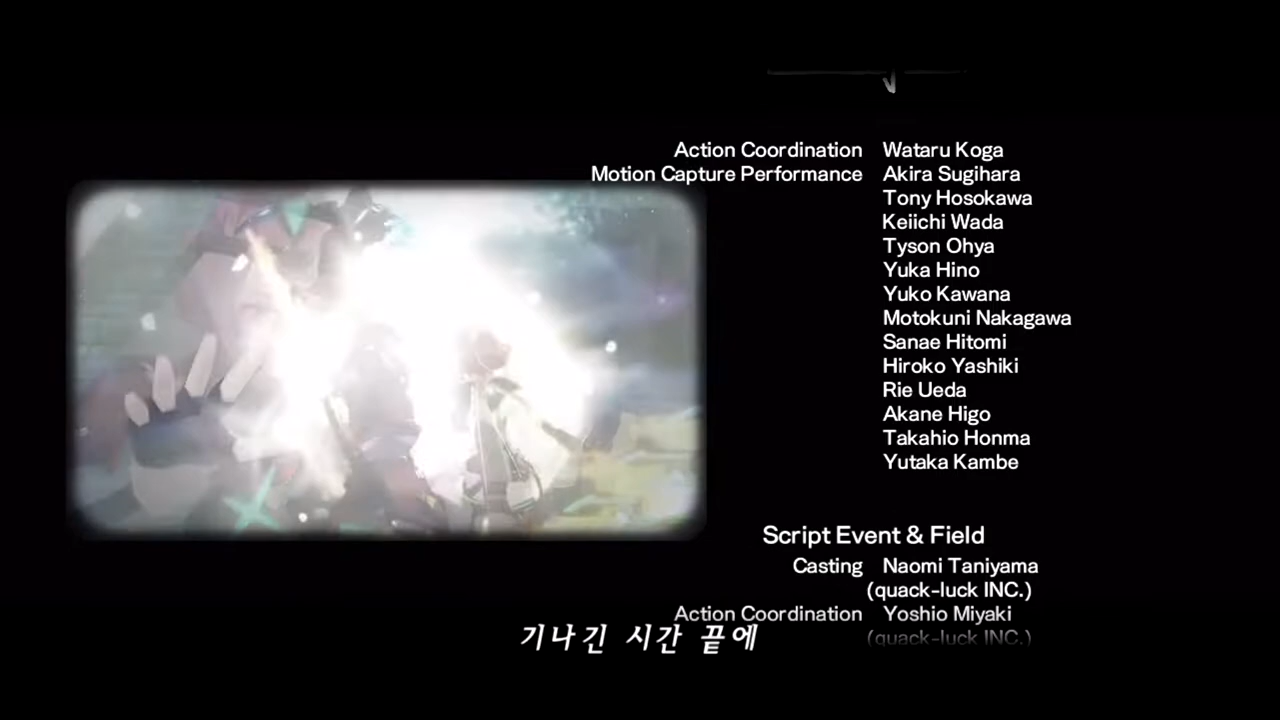 Action Coordination Wataru Koga
Motion Capture Performance Akira Sugihara
Tony Hosokawa
Keiichi Wada
Tyson Ohya
Yuka Hino
Yuko Kawana
Motokuni Nakagawa
Sanae Hitomi
Hiroko Yashiki
Rie Ueda
Akane Higo
Takahio Honma
Yutaka Kambe
Script Event & Field
Casting Naomi Taniyama
(quack-luck INC.)
Action Coordination Yoshio Miyaki
(quack-luck INC.)
기나긴 시간 끝에